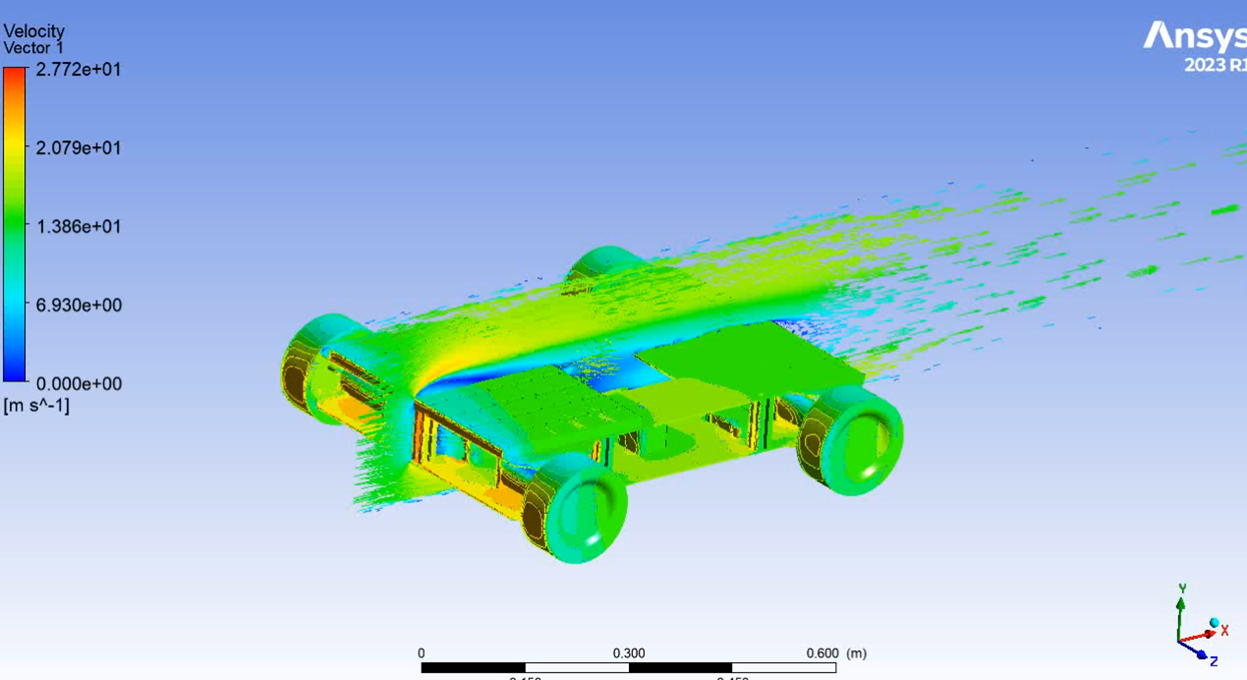 Velocity
Vector 1
2.772e+01
2.079e+01
1.386e+01
6.930e+00
0.000e+00
[m s^-1]
Ansys
2023 R1
0 0.300 0.600 (m)
Y
X
Z